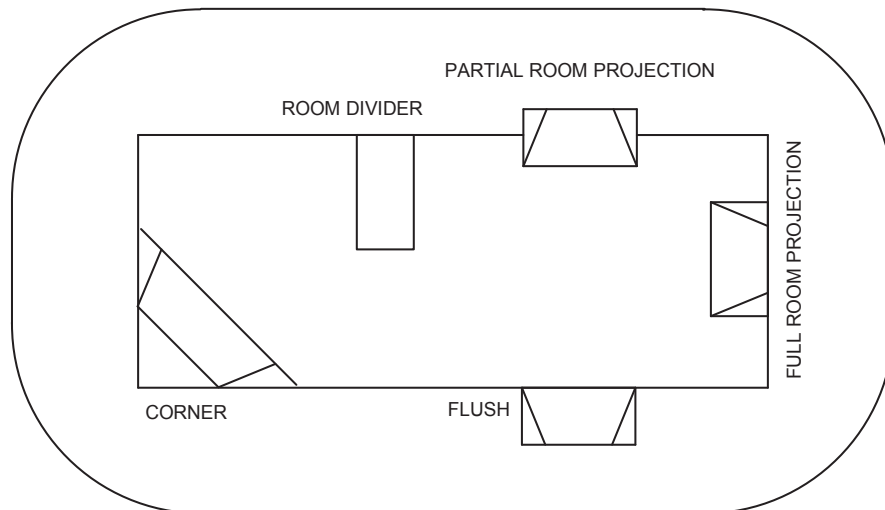 PARTIAL ROOM PROJECTION
ROOM DIVIDER
FULL ROOM PROJECTION
CORNER
FLUSH